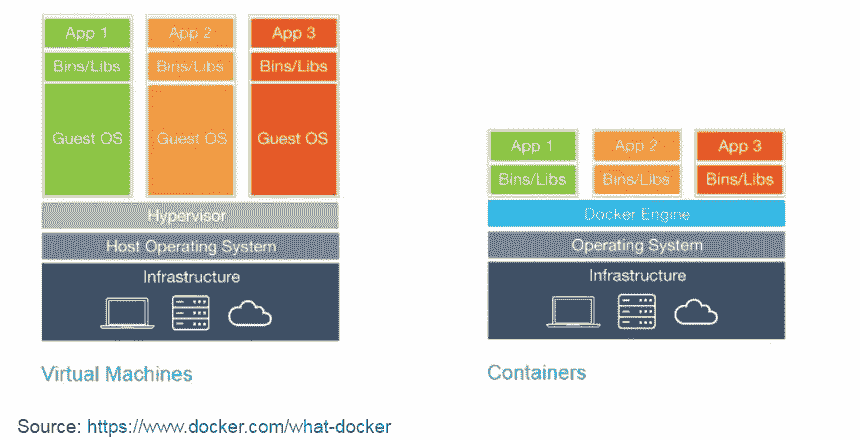 App 1
App 2
App 3
Bins/Libs
Bins/Libs
Bins/Libs
Guest OS
Guest OS
Guest OS
Hypervisor
Host Operating System
Infrastructure
Virtual Machines
App 1
App 2
App 3
Bins/Libs
Bins/Libs
Bins/Libs
Docker Engine
Operating System
Infrastructure
Containers
Source: https://www.docker.com/what-docker